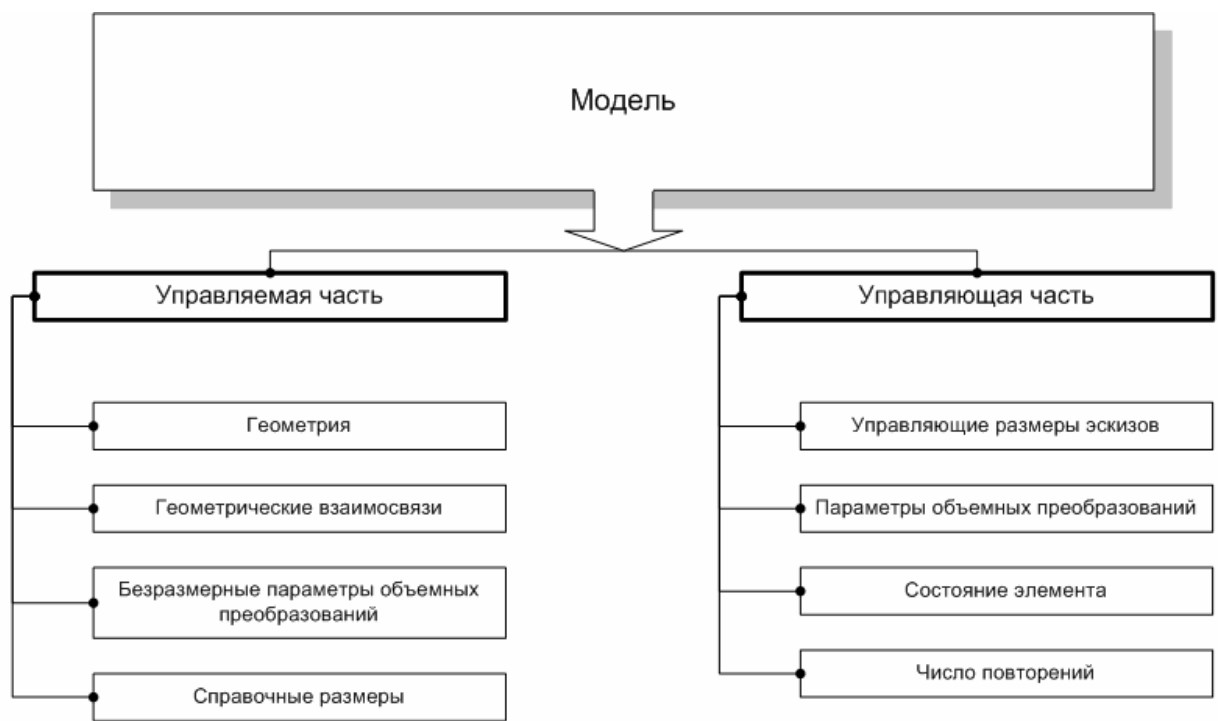 Модель
Управляемая часть
Геометрия
Геометрические взаимосвязи
Безразмерные параметры объемных
преобразований
Справочные размеры
Управляющая часть
Управляющие размеры эскизов
Параметры объемных преобразований
Состояние элемента
Число повторений